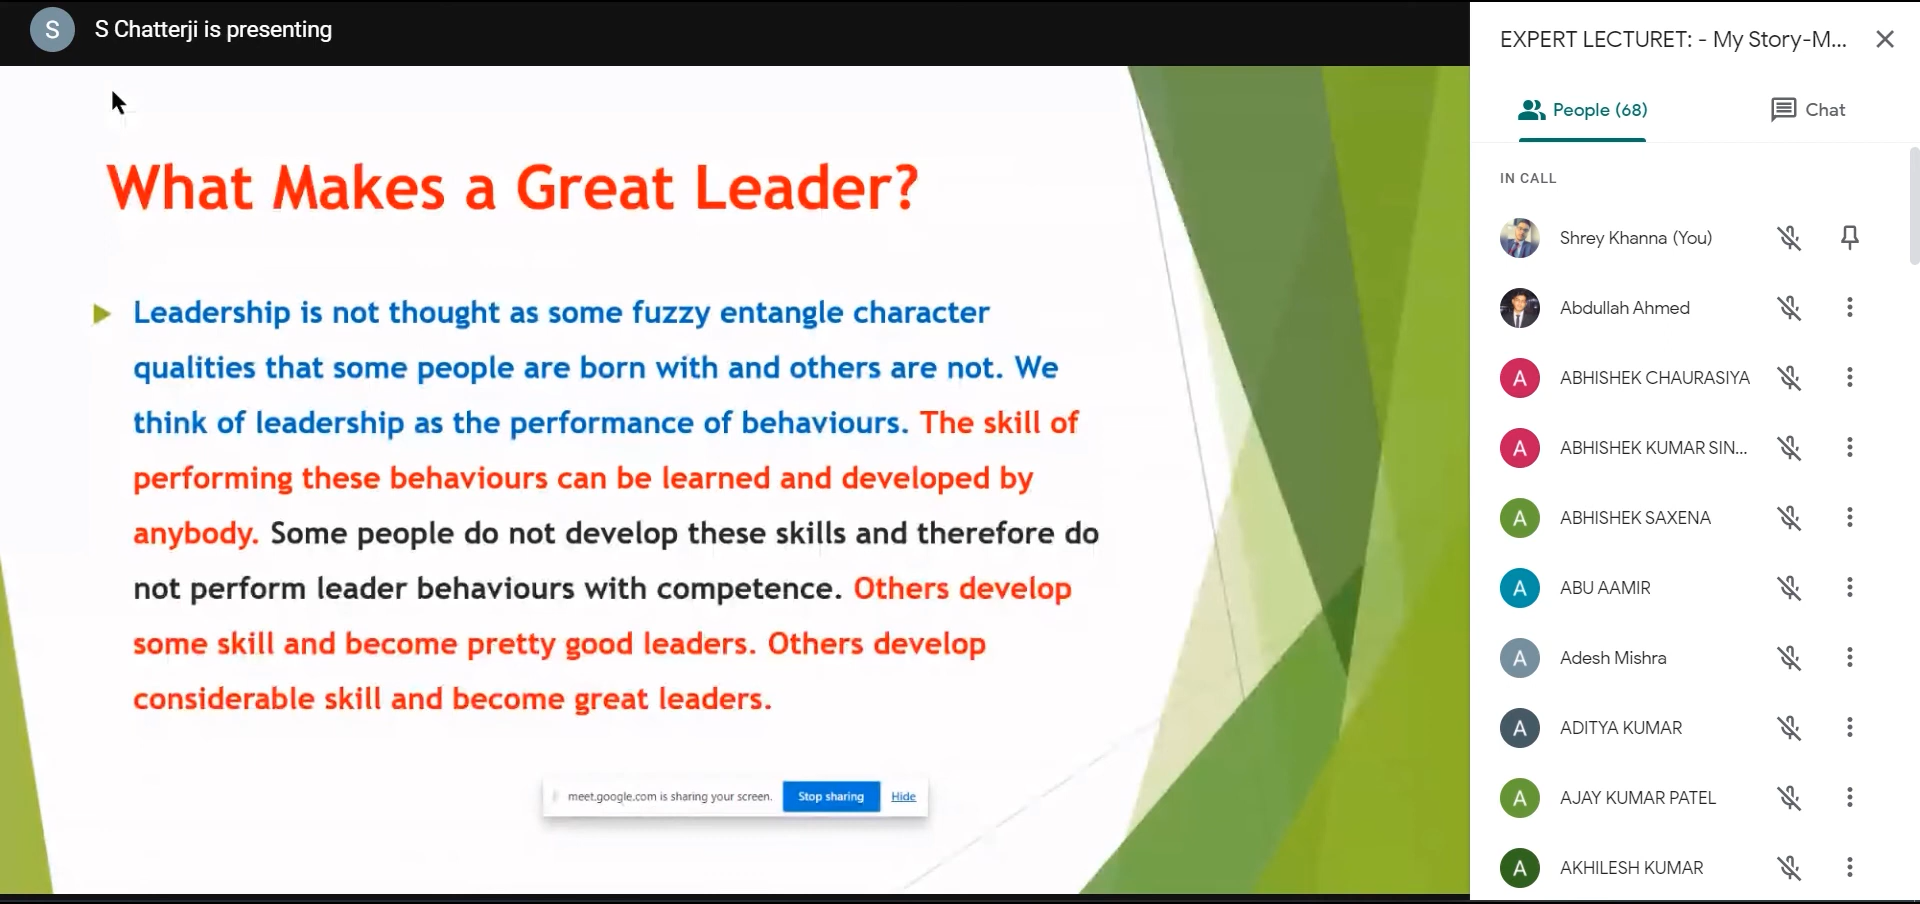 S
S Chatterji is presenting
What Makes a Great Leader?
Leadership is not thought as some fuzzy entangle character
qualities that some people are born with and others are not. We
think of leadership as the performance of behaviours. The skill of
performing these behaviours can be learned and developed by
anybody. Some people do not develop these skills and therefore do
not perform leader behaviours with competence. Others develop
some skill and become pretty good leaders. Others develop
considerable skill and become great leaders.
meet.google.com is sharing your screen. Stop sharing Hide
EXPERT LECTURET: - My Story-M...
People (68) Chat
IN CALL
Shrey Khanna (You)
Abdullah Ahmed
A ABHISHEK CHAURASIYA
A ABHISHEK KUMAR SIN...
A ABHISHEK SAXENA
A ABU AAMIR
A Adesh Mishra
A ADITYA KUMAR
A AJAY KUMAR PATEL
A AKHILESH KUMAR